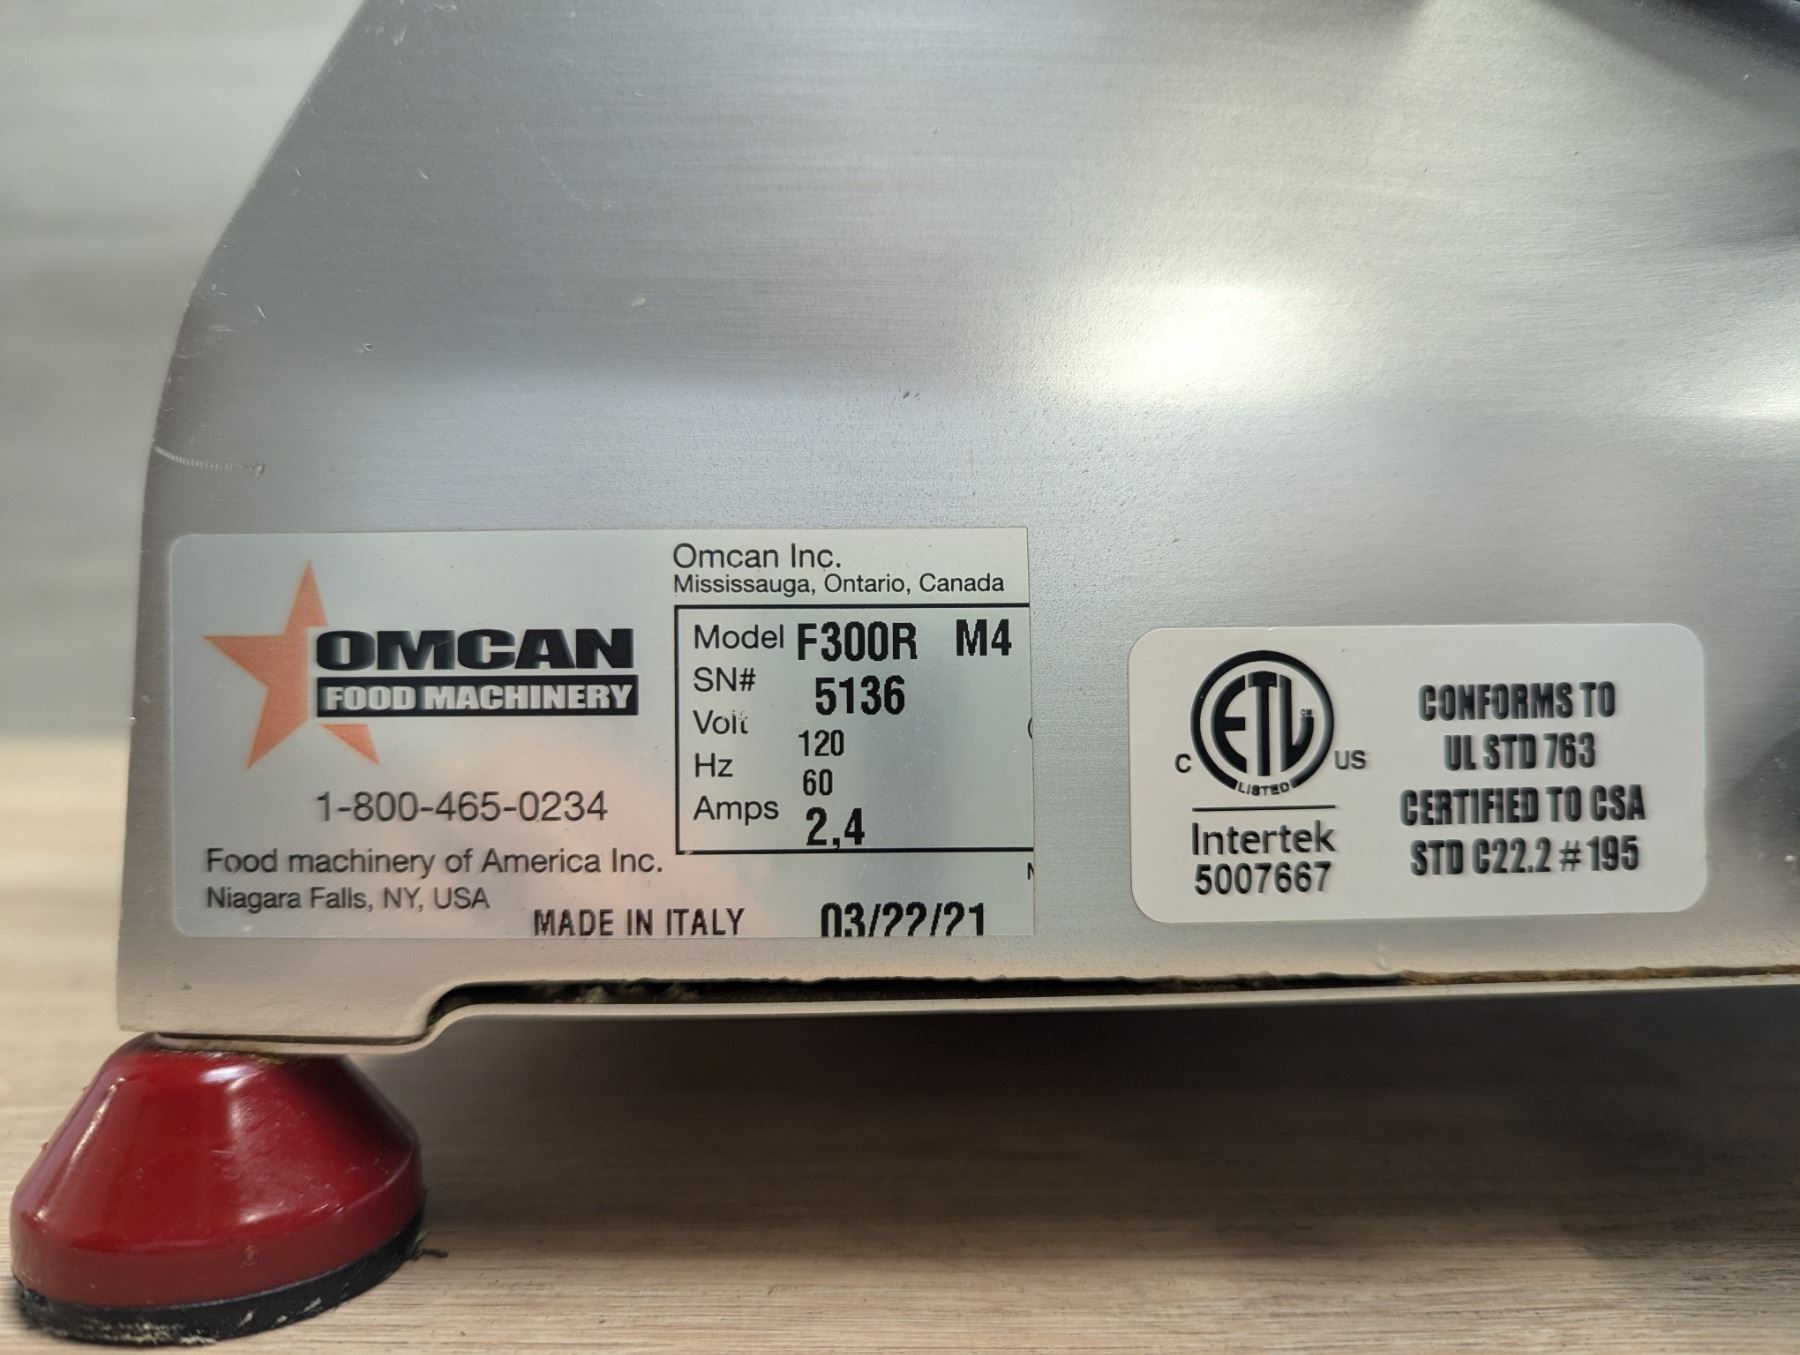 OMCAN
FOOD MACHINERY
1-800-465-0234
Food machinery of America Inc.
Niagara Falls, NY, USA
Omcan Inc.
Mississauga, Ontario, Canada
Model F300R M4
SN# 5136
Volt 120
Hz 60
Amps 2,4
MADE IN ITALY 03/22/21
C ETL CM US
LISTED
Intertek
5007667
CONFORMS TO
UL STD 763
CERTIFIED TO CSA
STD C22.2 # 195